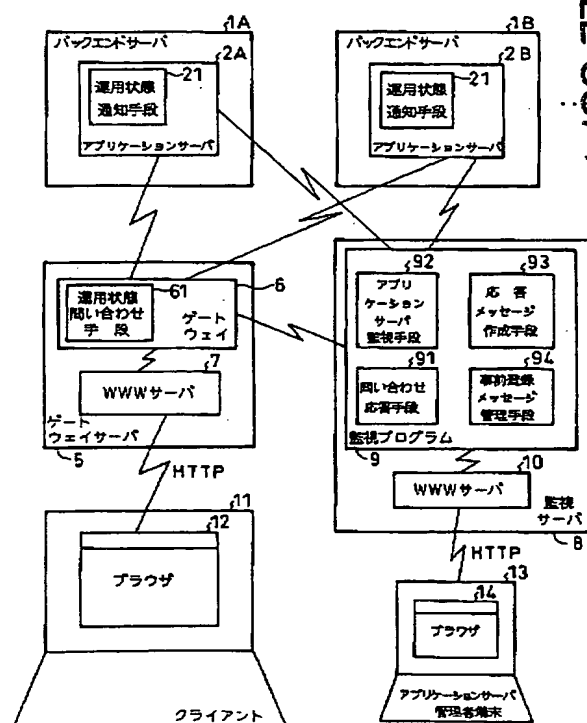 1A
バックエンドサーバ
2A
21
運用状態
通知手段
アプリケーションサーバ
1B
バックエンドサーバ
2B
21
運用状態
通知手段
アプリケーションサーバ
6
61
運用状態
問い合わせ
手段
ゲート
ウェイ
7
WWWサーバ
ゲート
ウェイサーバ
5
HTTP
92
アプリ
ケーション
サーバ
監視手段
93
応答
メッセージ
作成手段
91
問い合わせ
応答手段
94
事前登録
メッセージ
管理手段
監視プログラム
9
10
WWWサーバ
監視
サーバ
8
HTTP
11
12
ブラウザ
クライアント
13
14
ブラウザ
アプリケーションサーバ
管理者端末